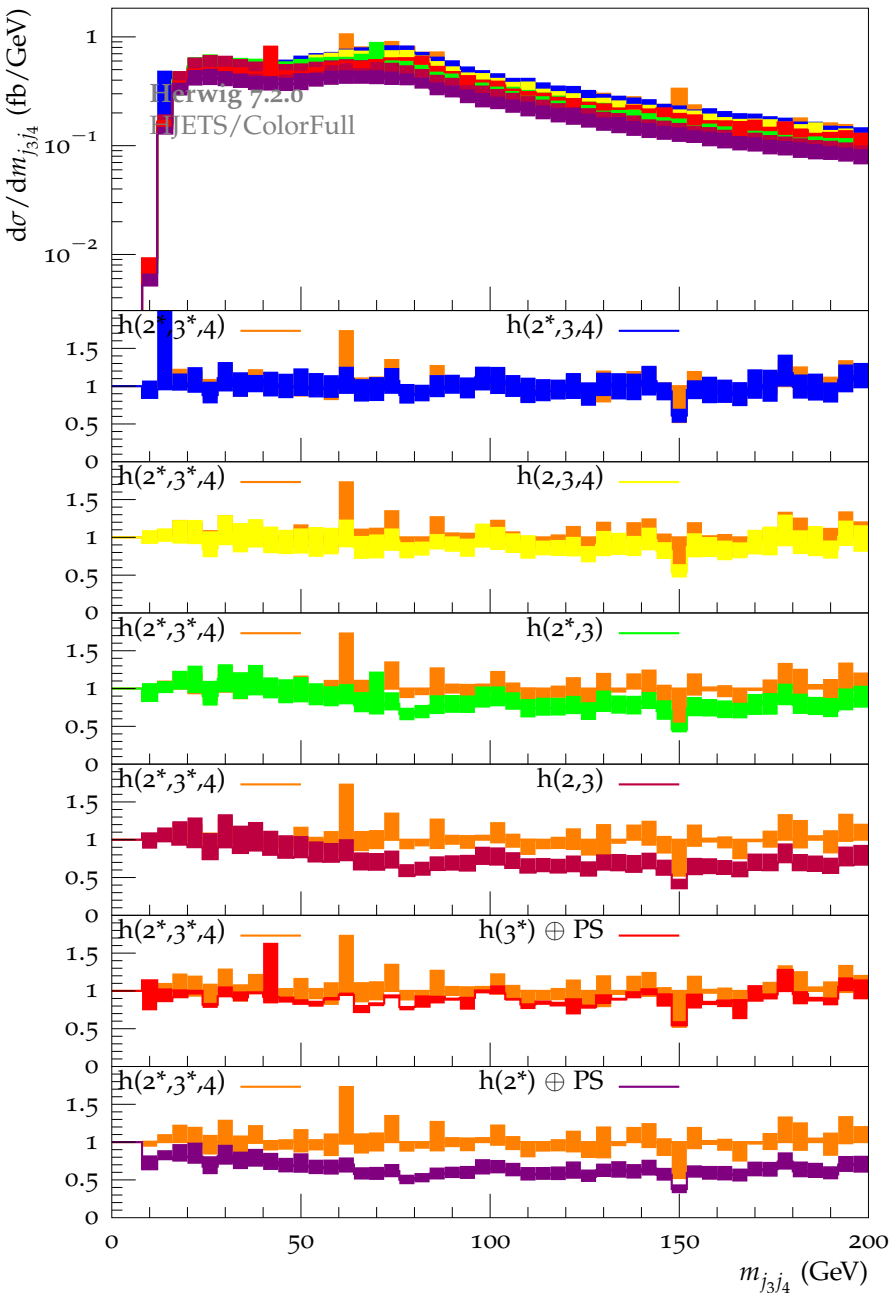 1
10⁻¹
10⁻²
dσ/dm_{j₃j₄} (fb/GeV)
Herwig 7.2.0
HJETS/ColorFull
h(2*,3*,4) h(2*,3,4)
1.5
1
0.5
0
h(2*,3*,4) h(2,3,4)
1.5
1
0.5
0
h(2*,3*,4) h(2*,3)
1.5
1
0.5
0
h(2*,3*,4) h(2,3)
1.5
1
0.5
0
h(2*,3*,4) h(3*) ⊕ PS
1.5
1
0.5
0
h(2*,3*,4) h(2*) ⊕ PS
1.5
1
0.5
0
0 50 100 150 200
m_{j₃j₄} (GeV)